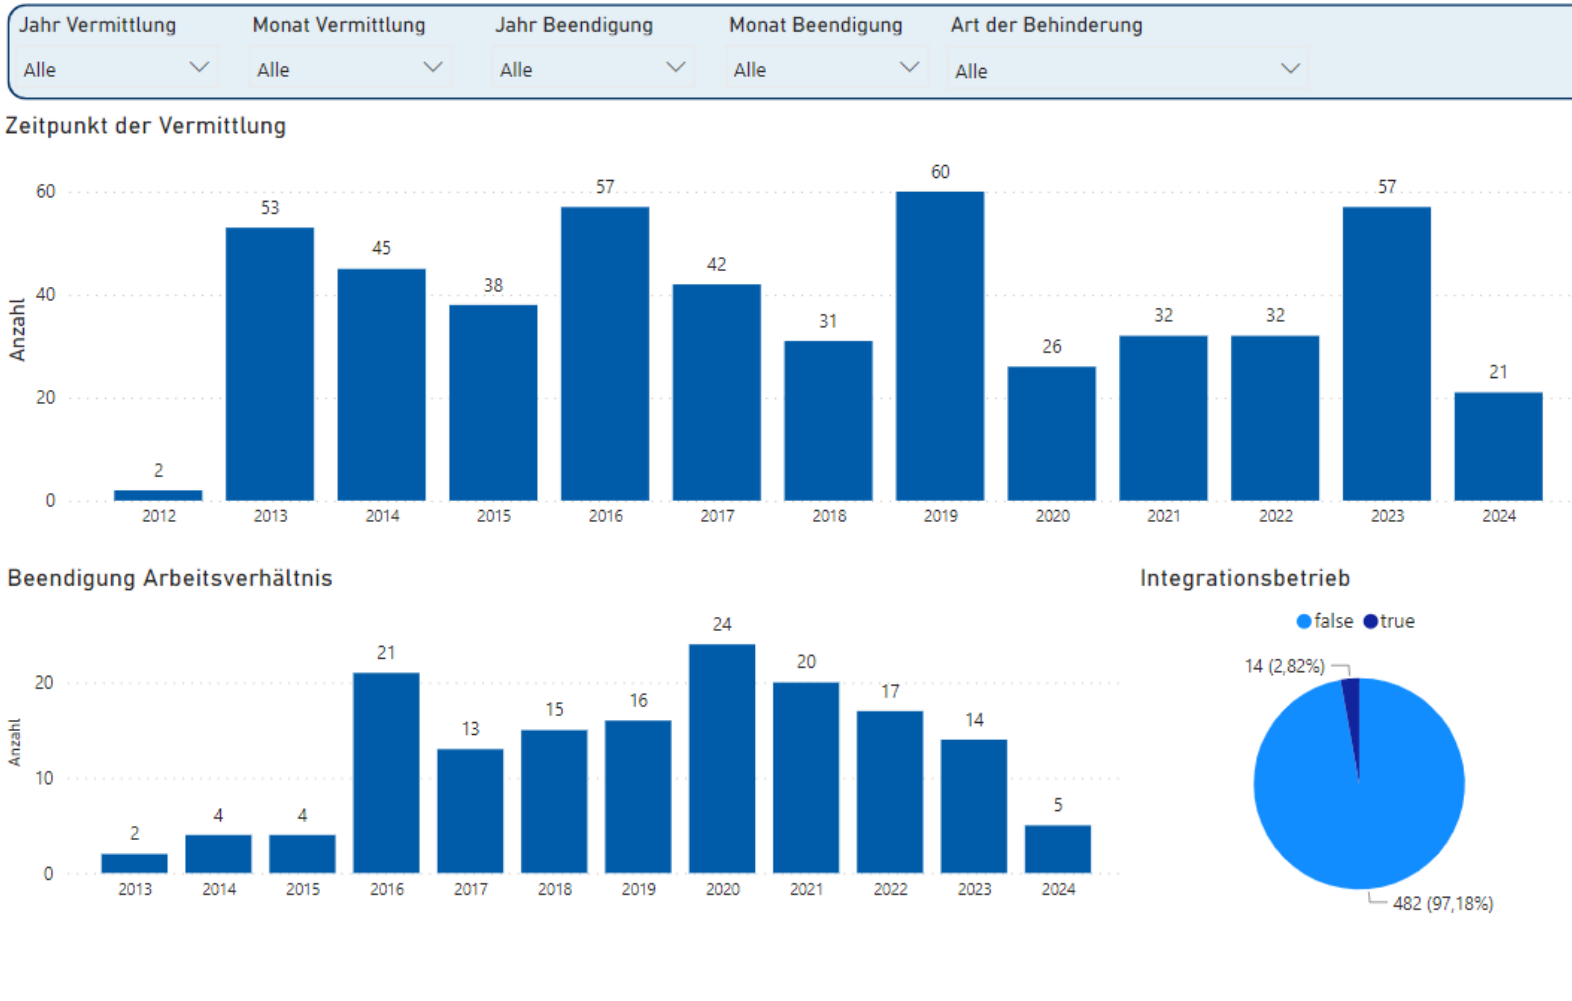 Jahr Vermittlung Monat Vermittlung Jahr Beendigung Monat Beendigung Art der Behinderung
Alle Alle Alle Alle Alle
Zeitpunkt der Vermittlung
Anzahl
60
40
20
0
2 53 45 38 57 42 31 60 26 32 32 57 21
2012 2013 2014 2015 2016 2017 2018 2019 2020 2021 2022 2023 2024
Beendigung Arbeitsverhältnis
Anzahl
20
10
0
2 4 4 21 13 15 16 24 20 17 14 5
2013 2014 2015 2016 2017 2018 2019 2020 2021 2022 2023 2024
Integrationsbetrieb
false true
14 (2,82%)
482 (97,18%)